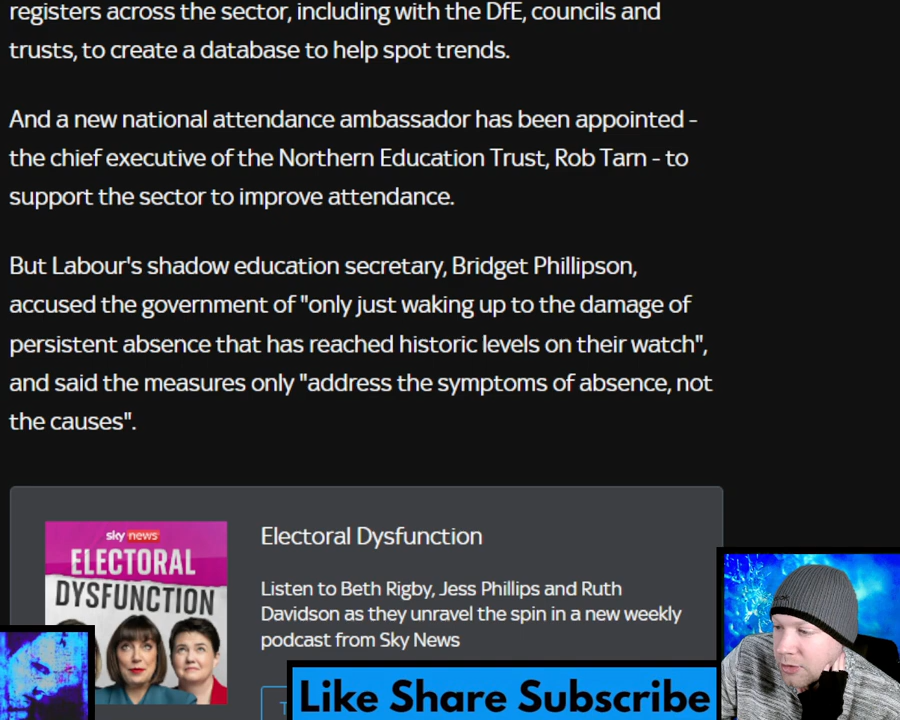 registers across the sector, including with the DfE, councils and
trusts, to create a database to help spot trends.
And a new national attendance ambassador has been appointed -
the chief executive of the Northern Education Trust, Rob Tarn - to
support the sector to improve attendance.
But Labour's shadow education secretary, Bridget Phillipson,
accused the government of "only just waking up to the damage of
persistent absence that has reached historic levels on their watch",
and said the measures only "address the symptoms of absence, not
the causes".
sky news
ELECTORAL
DYSFUNCTION
Electoral Dysfunction
Listen to Beth Rigby, Jess Phillips and Ruth
Davidson as they unravel the spin in a new weekly
podcast from Sky News
Like Share Subscribe